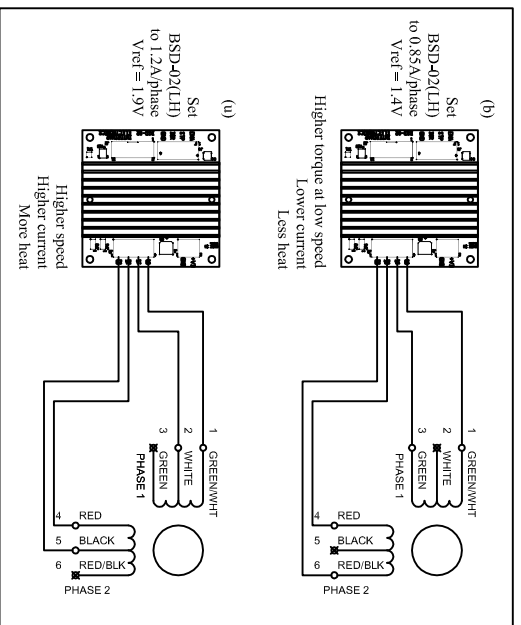 (u)
Set
BSD-02(LH)
to 1.2A/phase
Vref = 1.9V
Higher speed
Higher current
More heat
1
GREEN/WHT
2
WHITE
3
GREEN
PHASE 1
4
RED
5
BLACK
6
RED/BLK
PHASE 2
(b)
Set
BSD-02(LH)
to 0.85A/phase
Vref = 1.4V
Higher torque at low speed
Lower current
Less heat
1
GREEN/WHT
2
WHITE
3
GREEN
PHASE 1
4
RED
5
BLACK
6
RED/BLK
PHASE 2